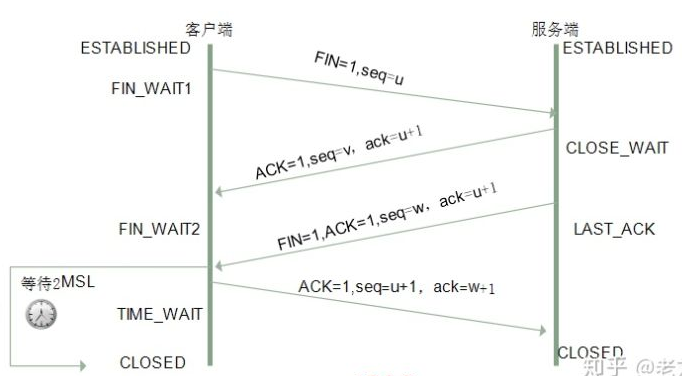 客户端
服务端
ESTABLISHED
ESTABLISHED
FIN=1,seq=u
FIN_WAIT1
ACK=1,seq=v，ack=u+1
CLOSE_WAIT
FIN_WAIT2
FIN=1,ACK=1,seq=w，ack=u+1
LAST_ACK
等待2MSL
ACK=1,seq=u+1，ack=w+1
TIME_WAIT
CLOSED
CLOSED
知乎 @老